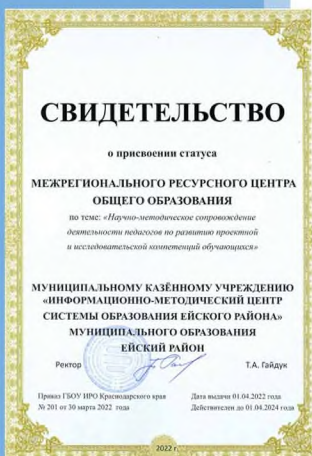 СВИДЕТЕЛЬСТВО
о присвоении статуса
МЕЖРЕГИОНАЛЬНОГО РЕСУРСНОГО ЦЕНТРА
ОБЩЕГО ОБРАЗОВАНИЯ
по теме: «Научно-методическое сопровождение
деятельности педагогов по развитию проектной
и исследовательской компетенций обучающихся»
МУНИЦИПАЛЬНОМУ КАЗЁННОМУ УЧРЕЖДЕНИЮ
«ИНФОРМАЦИОННО-МЕТОДИЧЕСКИЙ ЦЕНТР
СИСТЕМЫ ОБРАЗОВАНИЯ ЕЙСКОГО РАЙОНА»
МУНИЦИПАЛЬНОГО ОБРАЗОВАНИЯ
ЕЙСКИЙ РАЙОН
Ректор Т.А. Гайдук
Приказ ГБОУ ИРО Краснодарского края Дата выдачи 01.04.2022 года
№ 201 от 30 марта 2022 года Действителен до 01.04.2024 года
2022 г.